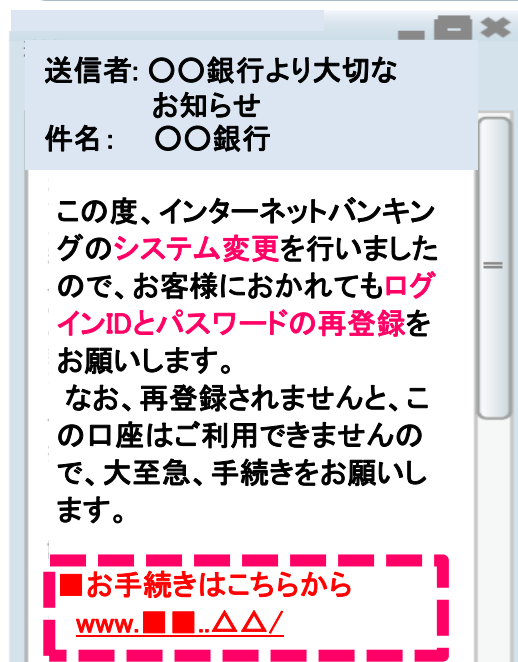 送信者: 〇〇銀行より大切な
お知らせ
件名： 〇〇銀行
この度、インターネットバンキン
グのシステム変更を行いました
ので、お客様におかれてもログ
インIDとパスワードの再登録を
お願いします。
なお、再登録されませんと、こ
の口座はご利用できませんの
で、大至急、手続きをお願いし
ます。
■お手続きはこちらから
www.■■..△△/